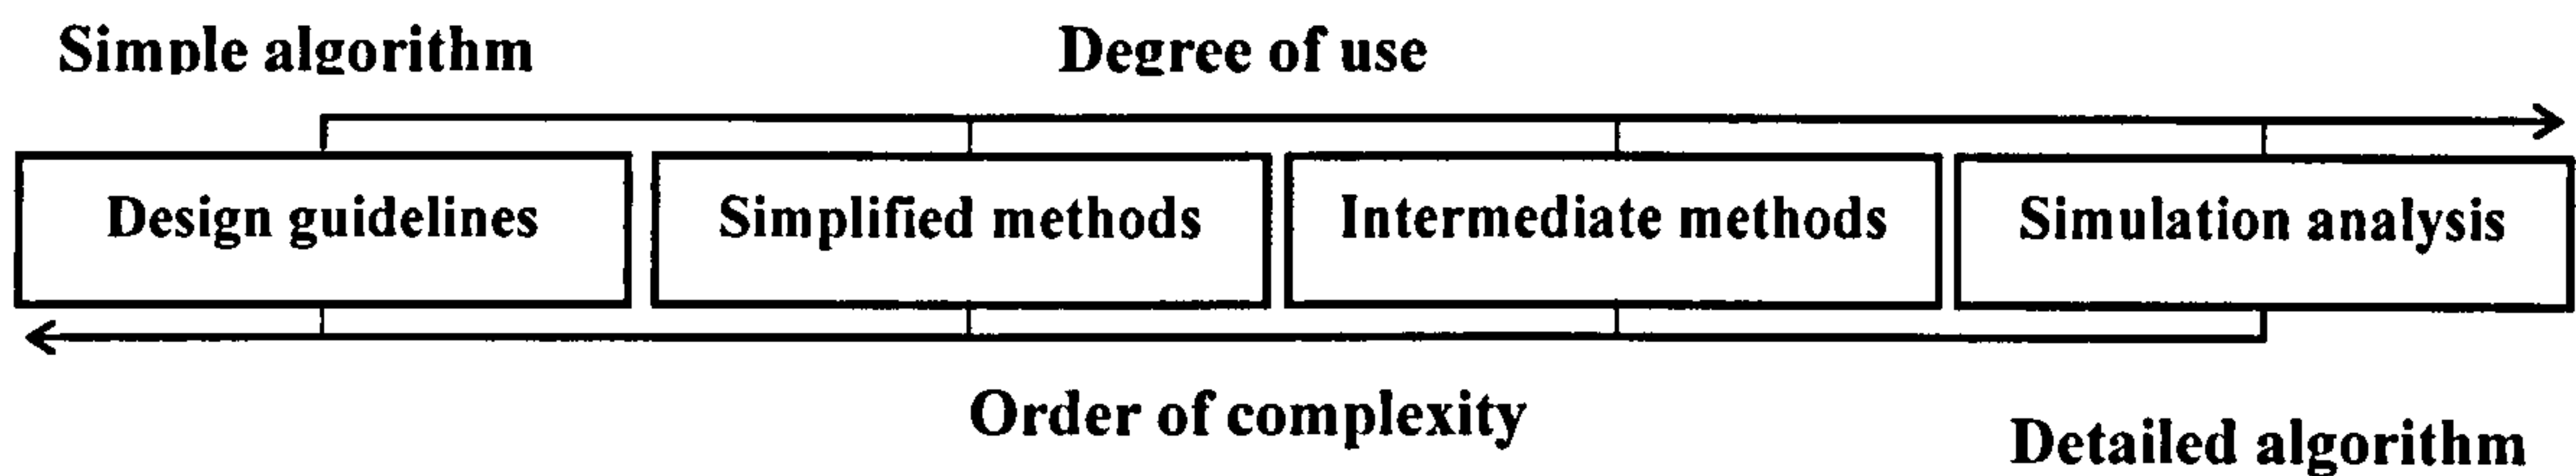 Simple algorithm
Degree of use
Design guidelines
Simplified methods
Intermediate methods
Simulation analysis
Order of complexity
Detailed algorithm